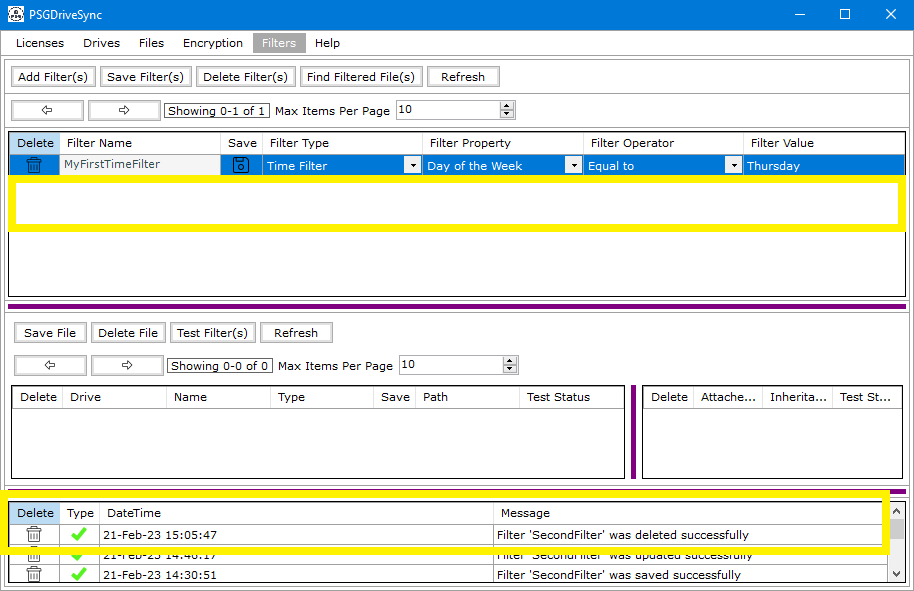 PSGDriveSync
Licenses Drives Files Encryption Filters Help
Add Filter(s) Save Filter(s) Delete Filter(s) Find Filtered File(s) Refresh
Showing 0-1 of 1 Max Items Per Page 10
Delete Filter Name Save Filter Type Filter Property Filter Operator Filter Value
MyFirstTimeFilter Time Filter Day of the Week Equal to Thursday
Save File Delete File Test Filter(s) Refresh
Showing 0-0 of 0 Max Items Per Page 10
Delete Drive Name Type Save Path Test Status Delete Attache... Inherita... Test St...
Delete Type DateTime Message
21-Feb-23 15:05:47 Filter 'SecondFilter' was deleted successfully
21-Feb-23 14:40:17 Filter 'SecondFilter' was updated successfully
21-Feb-23 14:30:51 Filter 'SecondFilter' was saved successfully